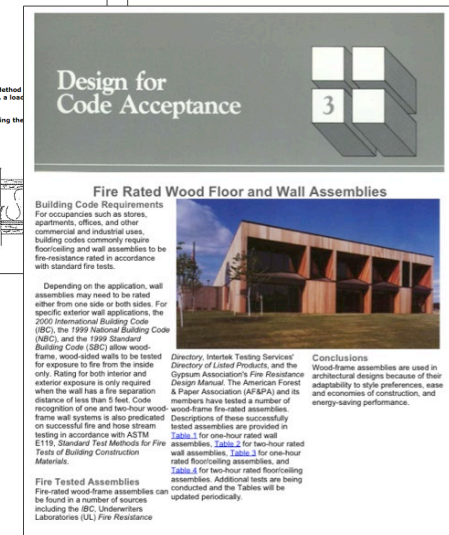 ethod
a load
ing the
Design for
Code Acceptance
3
Fire Rated Wood Floor and Wall Assemblies
Building Code Requirements
For occupancies such as stores,
apartments, offices, and other
commercial and industrial uses,
building codes commonly require
floor/ceiling and wall assemblies to be
fire-resistance rated in accordance
with standard fire tests.
Depending on the application, wall
assemblies may need to be rated
either from one side or both sides. For
specific exterior wall applications, the
2000 International Building Code
(IBC), the 1999 National Building Code
(NBC), and the 1999 Standard
Building Code (SBC) allow wood-
frame, wood-sided walls to be tested
for exposure to fire from the inside
only. Rating for both interior and
exterior exposure is only required
when the wall has a fire separation
distance of less than 5 feet. Code
recognition of one and two-hour wood-
frame wall systems is also predicated
on successful fire and hose stream
testing in accordance with ASTM
E119, Standard Test Methods for Fire
Tests of Building Construction
Materials.
Fire Tested Assemblies
Fire-rated wood-frame assemblies can
be found in a number of sources
including the IBC, Underwriters
Laboratories (UL) Fire Resistance
Directory, Intertek Testing Services'
Directory of Listed Products, and the
Gypsum Association's Fire Resistance
Design Manual. The American Forest
& Paper Association (AF&PA) and its
members have tested a number of
wood-frame fire-rated assemblies.
Descriptions of these successfully
tested assemblies are provided in
Table 1 for one-hour rated wall
assemblies, Table 2 for two-hour rated
wall assemblies, Table 3 for one-hour
rated floor/ceiling assemblies, and
Table 4 for two-hour rated floor/ceiling
assemblies. Additional tests are being
conducted and the Tables will be
updated periodically.
Conclusions
Wood-frame assemblies are used in
architectural designs because of their
adaptability to style preferences, ease
and economies of construction, and
energy-saving performance.